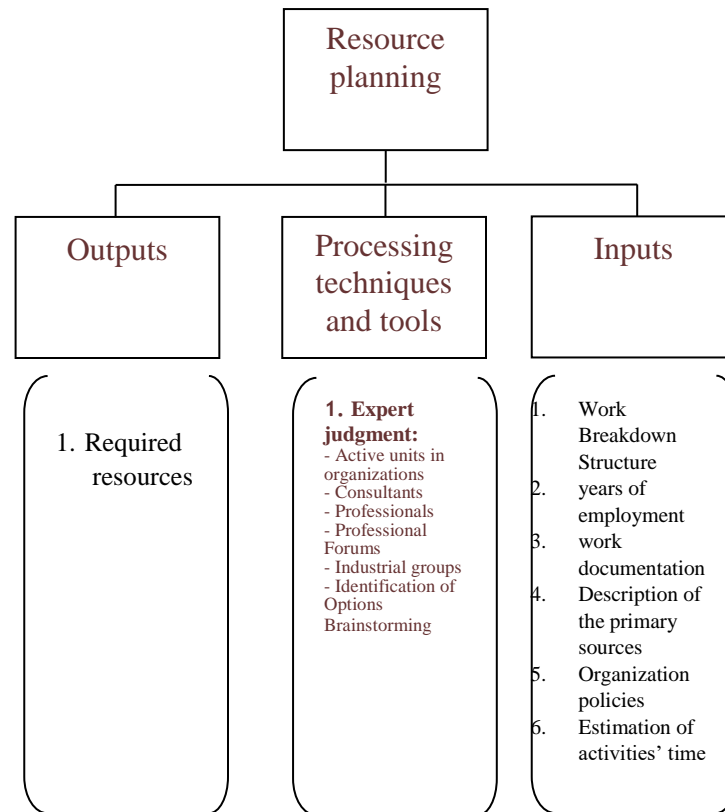 Resource
planning
Outputs
Processing
techniques
and tools
Inputs
1. Required
resources
1. Expert
judgment:
- Active units in
organizations
- Consultants
- Professionals
- Professional
Forums
- Industrial groups
- Identification of
Options
Brainstorming
1. Work
Breakdown
Structure
2. years of
employment
3. work
documentation
4. Description of
the primary
sources
5. Organization
policies
6. Estimation of
activities’ time